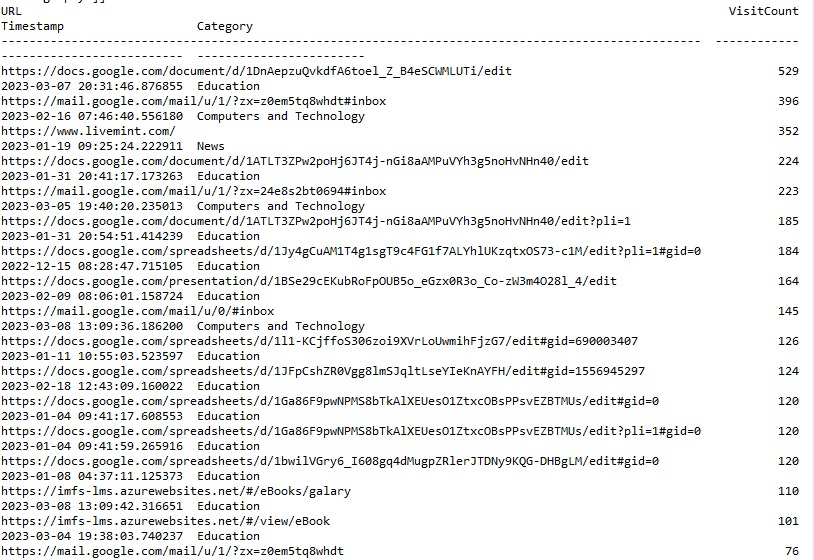 URL VisitCount
Timestamp Category
------------------------------------------------------------------------------------------------------ ------------
-------------------------- ------------------------
https://docs.google.com/document/d/1DnAepzuQvkdfA6toel_Z_B4eSCWMLUTi/edit 529
2023-03-07 20:31:46.876855 Education
https://mail.google.com/mail/u/1/?zx=z0em5tq8whdt#inbox 396
2023-02-16 07:46:40.556180 Computers and Technology
https://www.livemint.com/ 352
2023-01-19 09:25:24.222911 News
https://docs.google.com/document/d/1ATLT3ZPw2poHj6JT4j-nGi8aAMPuVYh3g5noHvNHn40/edit 224
2023-01-31 20:41:17.173263 Education
https://mail.google.com/mail/u/1/?zx=24e8s2bt0694#inbox 223
2023-03-05 19:40:20.235013 Computers and Technology
https://docs.google.com/document/d/1ATLT3ZPw2poHj6JT4j-nGi8aAMPuVYh3g5noHvNHn40/edit?pli=1 185
2023-01-31 20:54:51.414239 Education
https://docs.google.com/spreadsheets/d/1Jy4gCuAM1T4g1sgT9c4FG1f7ALYhlUKzqtxOS73-c1M/edit?pli=1#gid=0 184
2022-12-15 08:28:47.715105 Education
https://docs.google.com/presentation/d/1BSe29cEKubRoFpOUB5o_eGzx0R3o_Co-zW3m4O28l_4/edit 164
2023-02-09 08:06:01.158724 Education
https://mail.google.com/mail/u/0/#inbox 145
2023-03-08 13:09:36.186200 Computers and Technology
https://docs.google.com/spreadsheets/d/1l1-KCjffoS306zoi9XVrLoUwmihFjzG7/edit#gid=690003407 126
2023-01-11 10:55:03.523597 Education
https://docs.google.com/spreadsheets/d/1JFpCshZR0Vgg8lmSJqltLseYIeKnAYFH/edit#gid=1556945297 124
2023-02-18 12:43:09.160022 Education
https://docs.google.com/spreadsheets/d/1Ga86F9pwNPMS8bTkAlXEUesO1ZtxcOBsPPsvEZBTMUs/edit#gid=0 120
2023-01-04 09:41:17.608553 Education
https://docs.google.com/spreadsheets/d/1Ga86F9pwNPMS8bTkAlXEUesO1ZtxcOBsPPsvEZBTMUs/edit?pli=1#gid=0 120
2023-01-04 09:41:59.265916 Education
https://docs.google.com/spreadsheets/d/1bwilVGry6_I608gq4dMugpZRlerJTDNy9KQG-DHBgLM/edit#gid=0 120
2023-01-08 04:37:11.125373 Education
https://imfs-lms.azurewebsites.net/#/eBooks/galary 110
2023-03-08 13:09:42.316651 Education
https://imfs-lms.azurewebsites.net/#/view/eBook 101
2023-03-04 19:38:03.740237 Education
https://mail.google.com/mail/u/1/?zx=z0em5tq8whdt 76